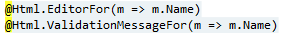 @Html.EditorFor(m => m.Name)
@Html.ValidationMessageFor(m => m.Name)